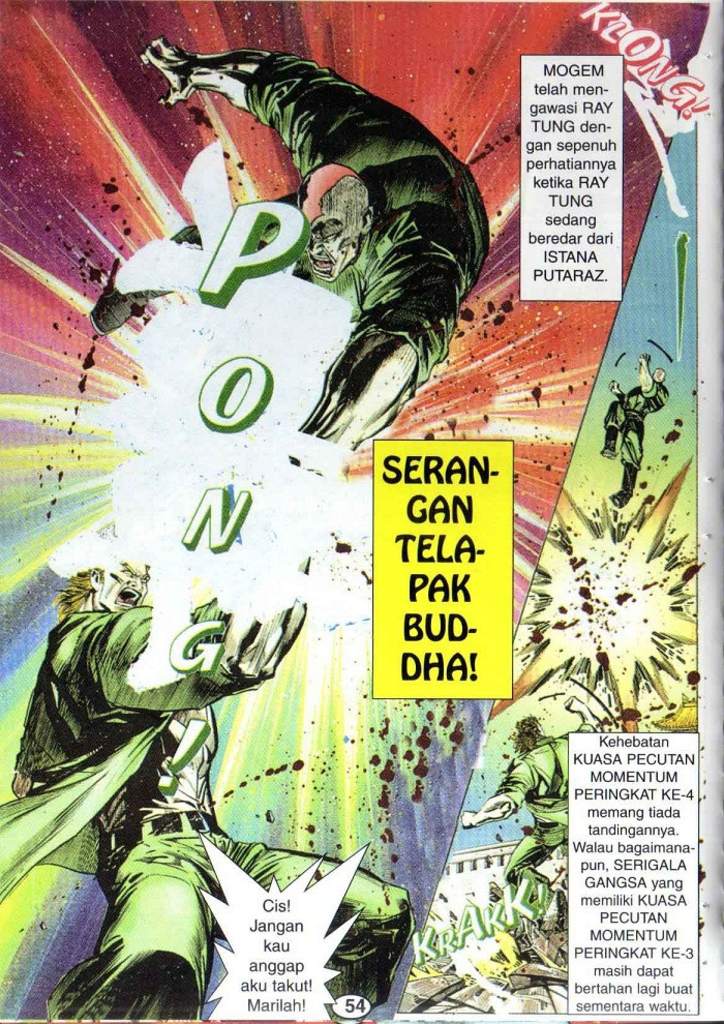 KLONG!
MOGEM
telah men-
gawasi RAY
TUNG den-
gan sepenuh
perhatiannya
ketika RAY
TUNG
sedang
beredar dari
ISTANA
PUTARAZ.
PONG!
SERAN-
GAN
TELA-
PAK
BUD-
DHA!
Kehebatan
KUASA PECUTAN
MOMENTUM
PERINGKAT KE-4
memang tiada
tandingannya.
Walau bagaimana-
pun, SERIGALA
GANGSA yang
memiliki KUASA
PECUTAN
MOMENTUM
PERINGKAT KE-3
masih dapat
bertahan lagi buat
sementara waktu.
KRAKK!
Cis!
Jangan
kau
anggap
aku takut!
Marilah!
54